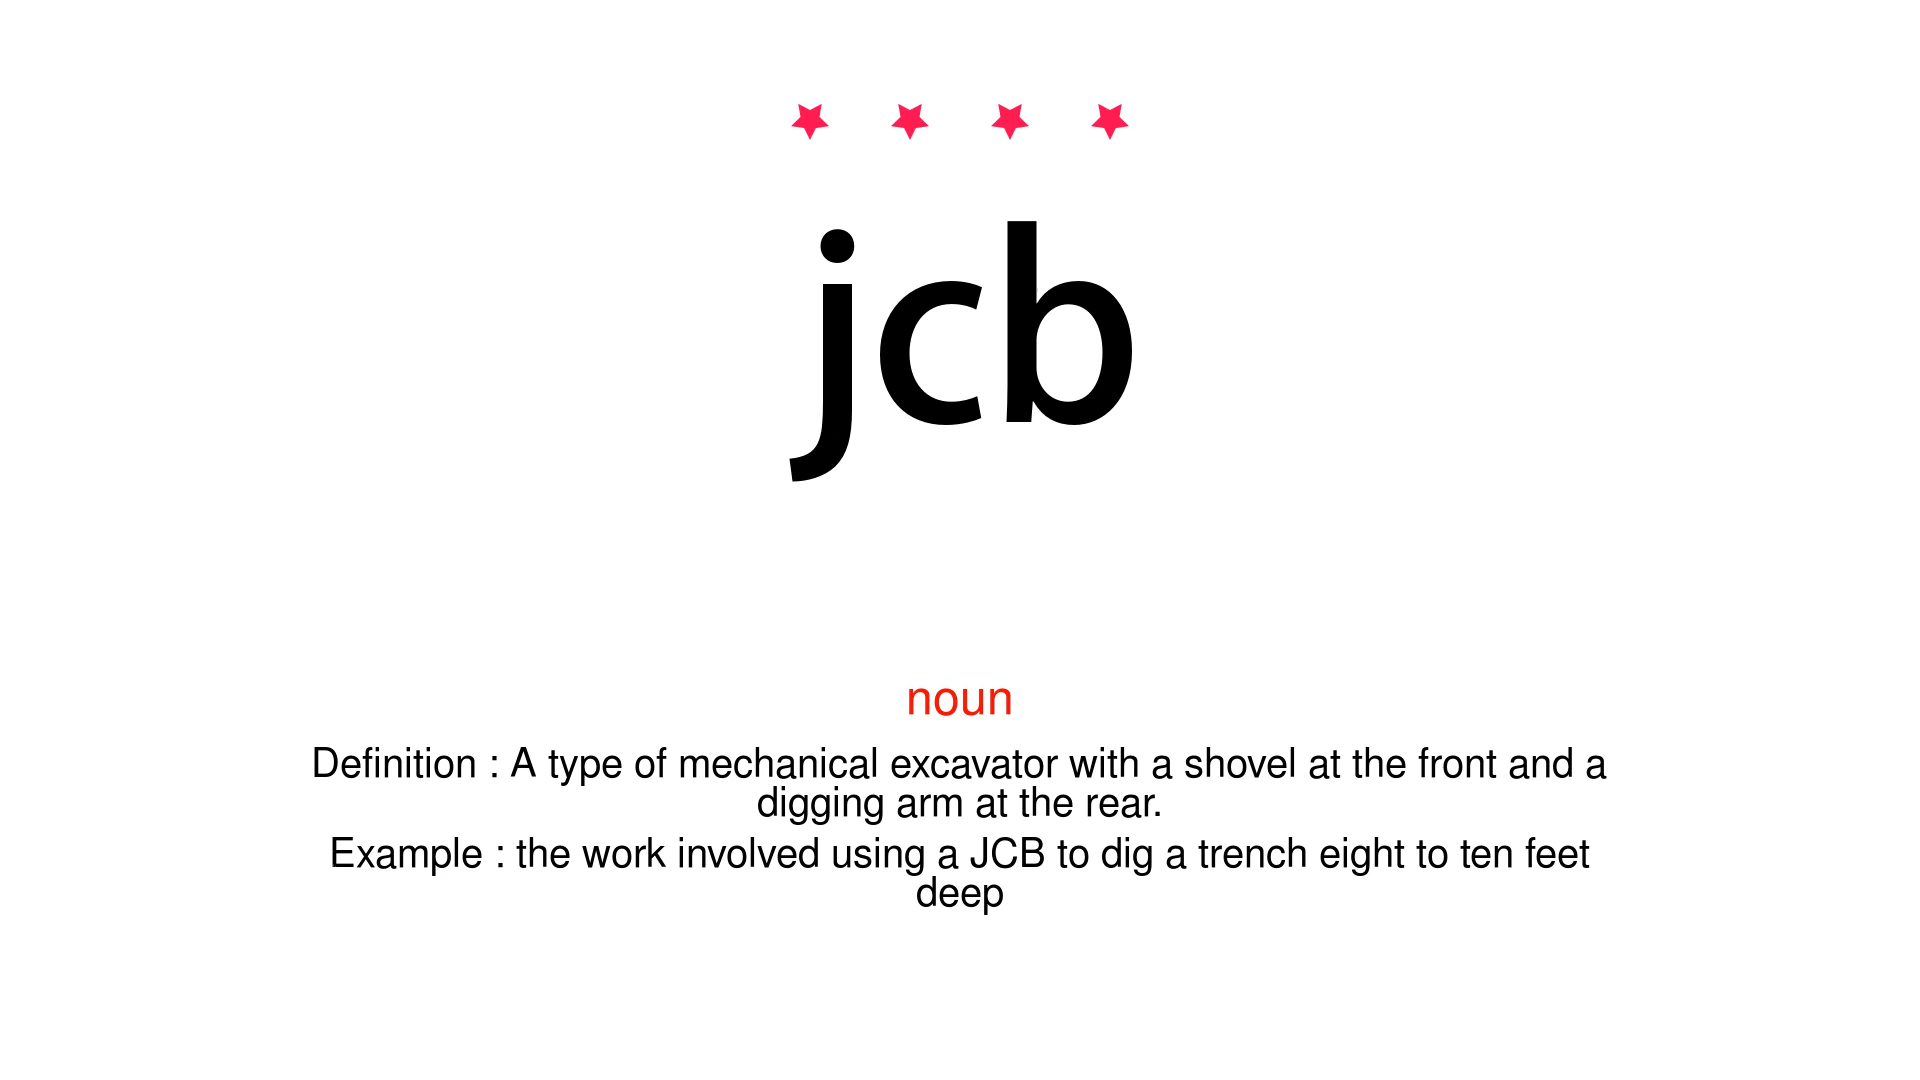 jcb
noun
Definition : A type of mechanical excavator with a shovel at the front and a
digging arm at the rear.
Example : the work involved using a JCB to dig a trench eight to ten feet
deep